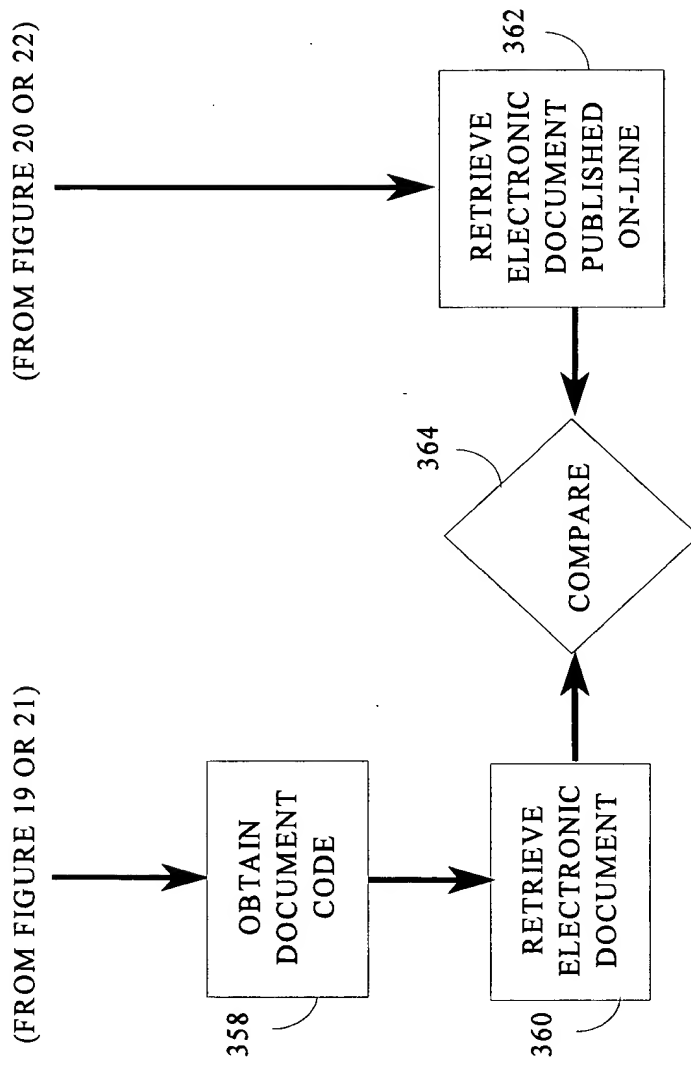 (FROM FIGURE 19 OR 21)
(FROM FIGURE 20 OR 22)
358
OBTAIN
DOCUMENT
CODE
360
RETRIEVE
ELECTRONIC
DOCUMENT
364
COMPARE
362
RETRIEVE
ELECTRONIC
DOCUMENT
PUBLISHED
ON-LINE